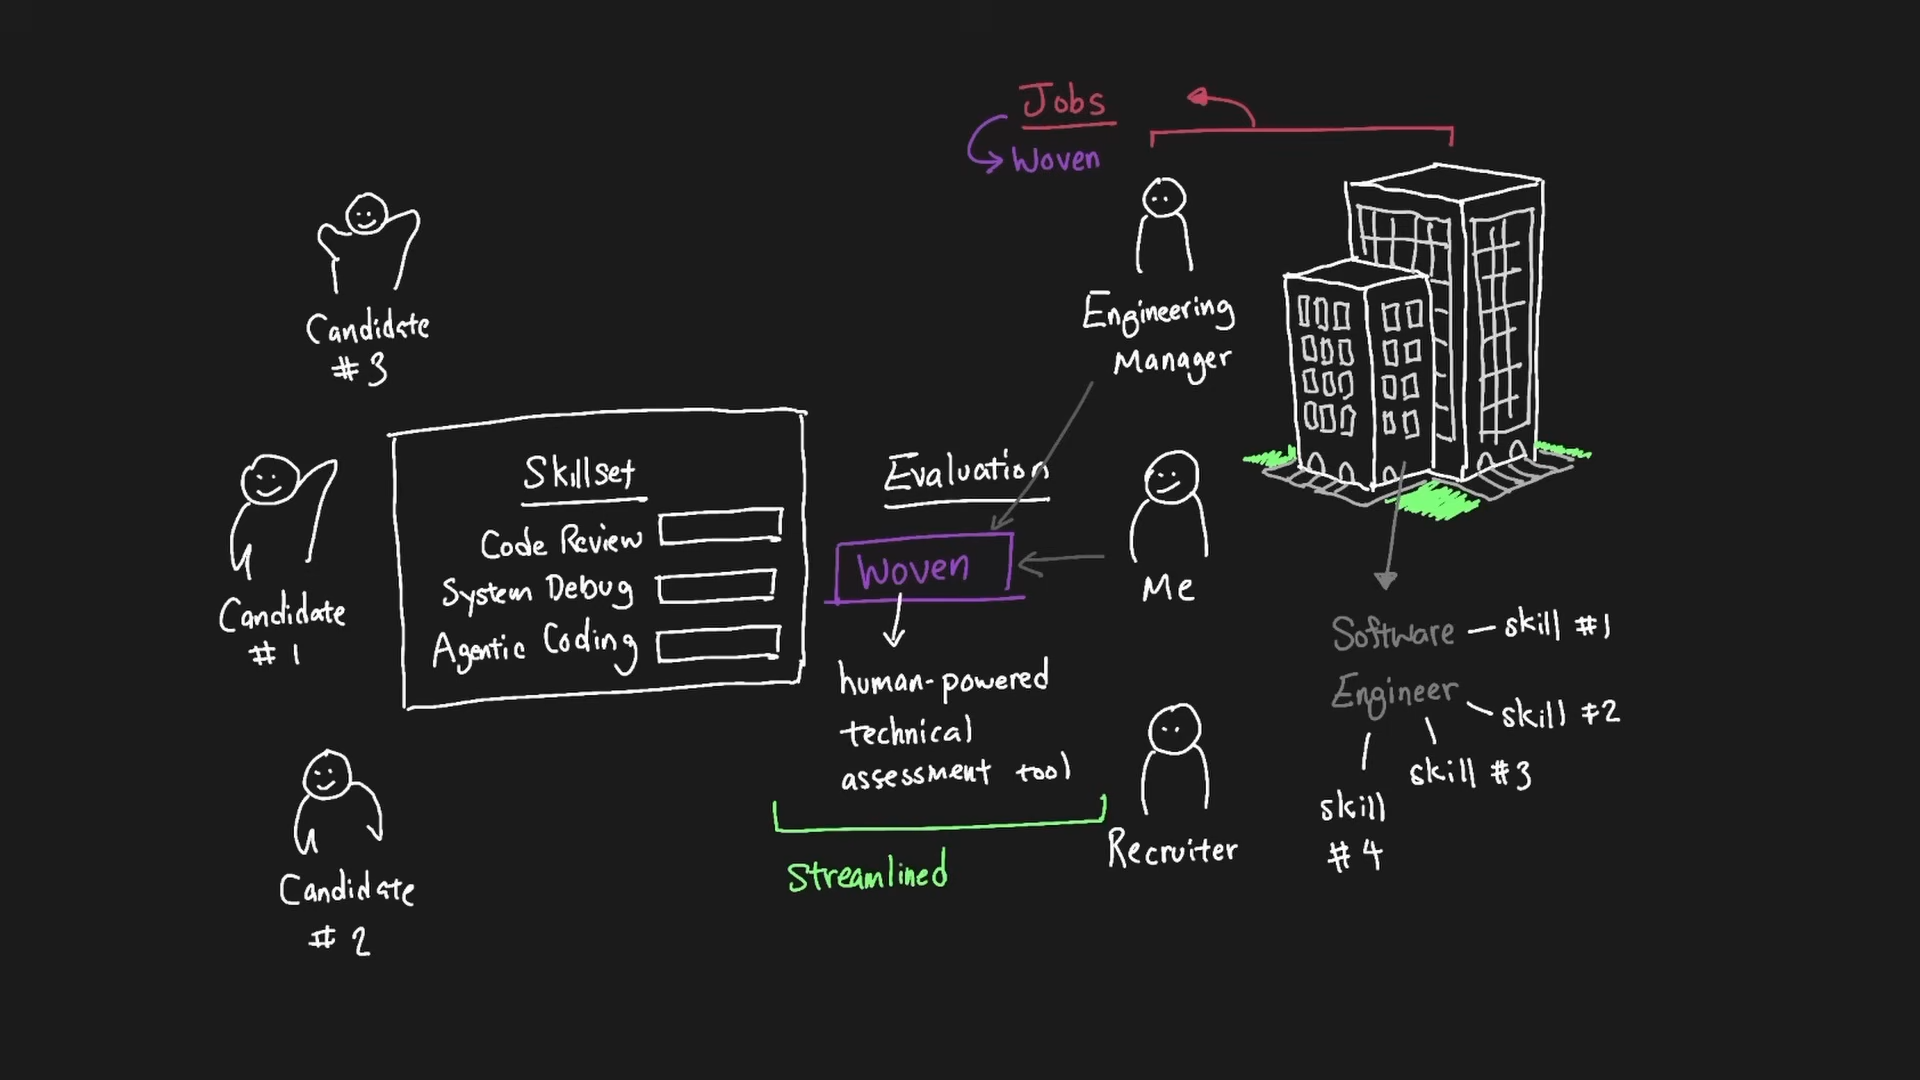 Jobs
Woven
Candidate
# 3
Engineering
Manager
Skillset
Code Review
System Debug
Agentic Coding
Evaluation
Woven
human-powered
technical
assessment tool
Streamlined
Candidate
# 1
Me
Software
Engineer
skill #1
skill #2
skill #3
skill
# 4
Recruiter
Candidate
# 2